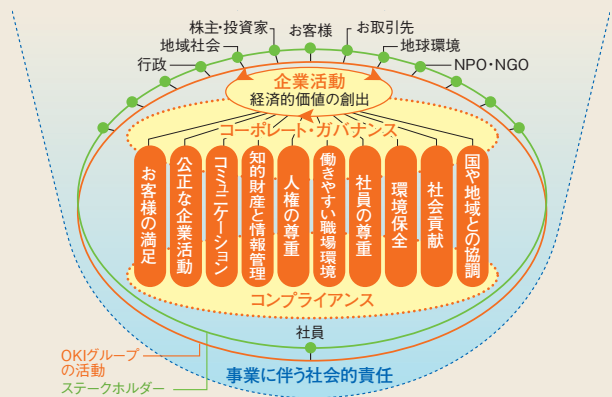 株主・投資家
お客様
お取引先
地域社会
地球環境
行政
NPO・NGO
企業活動
経済的価値の創出
コーポレート・ガバナンス
お客様の満足
公正な企業活動
コミュニケーション
知的財産と情報管理
人権の尊重
働きやすい職場環境
社員の尊重
環境保全
社会貢献
国や地域との協調
コンプライアンス
社員
OKIグループ
の活動
ステークホルダー
事業に伴う社会的責任